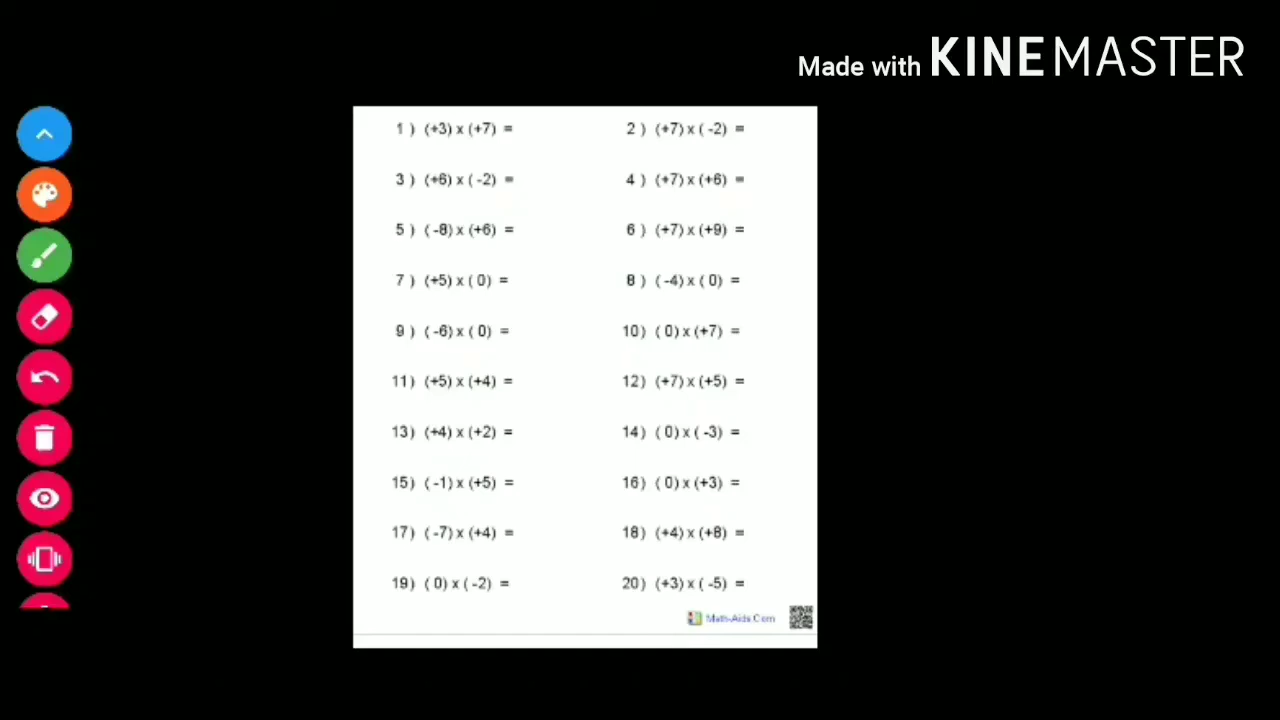 Made with KINEMASTER
1 ) (+3) x (+7) =
2 ) (+7) x ( -2) =
3 ) (+6) x ( -2) =
4 ) (+7) x (+6) =
5 ) ( -8) x (+6) =
6 ) (+7) x (+9) =
7 ) (+5) x ( 0) =
8 ) ( -4) x ( 0) =
9 ) ( -6) x ( 0) =
10) ( 0) x (+7) =
11) (+5) x (+4) =
12) (+7) x (+5) =
13) (+4) x (+2) =
14) ( 0) x ( -3) =
15) ( -1) x (+5) =
16) ( 0) x (+3) =
17) ( -7) x (+4) =
18) (+4) x (+8) =
19) ( 0) x ( -2) =
20) (+3) x ( -5) =
Math-Aids.Com